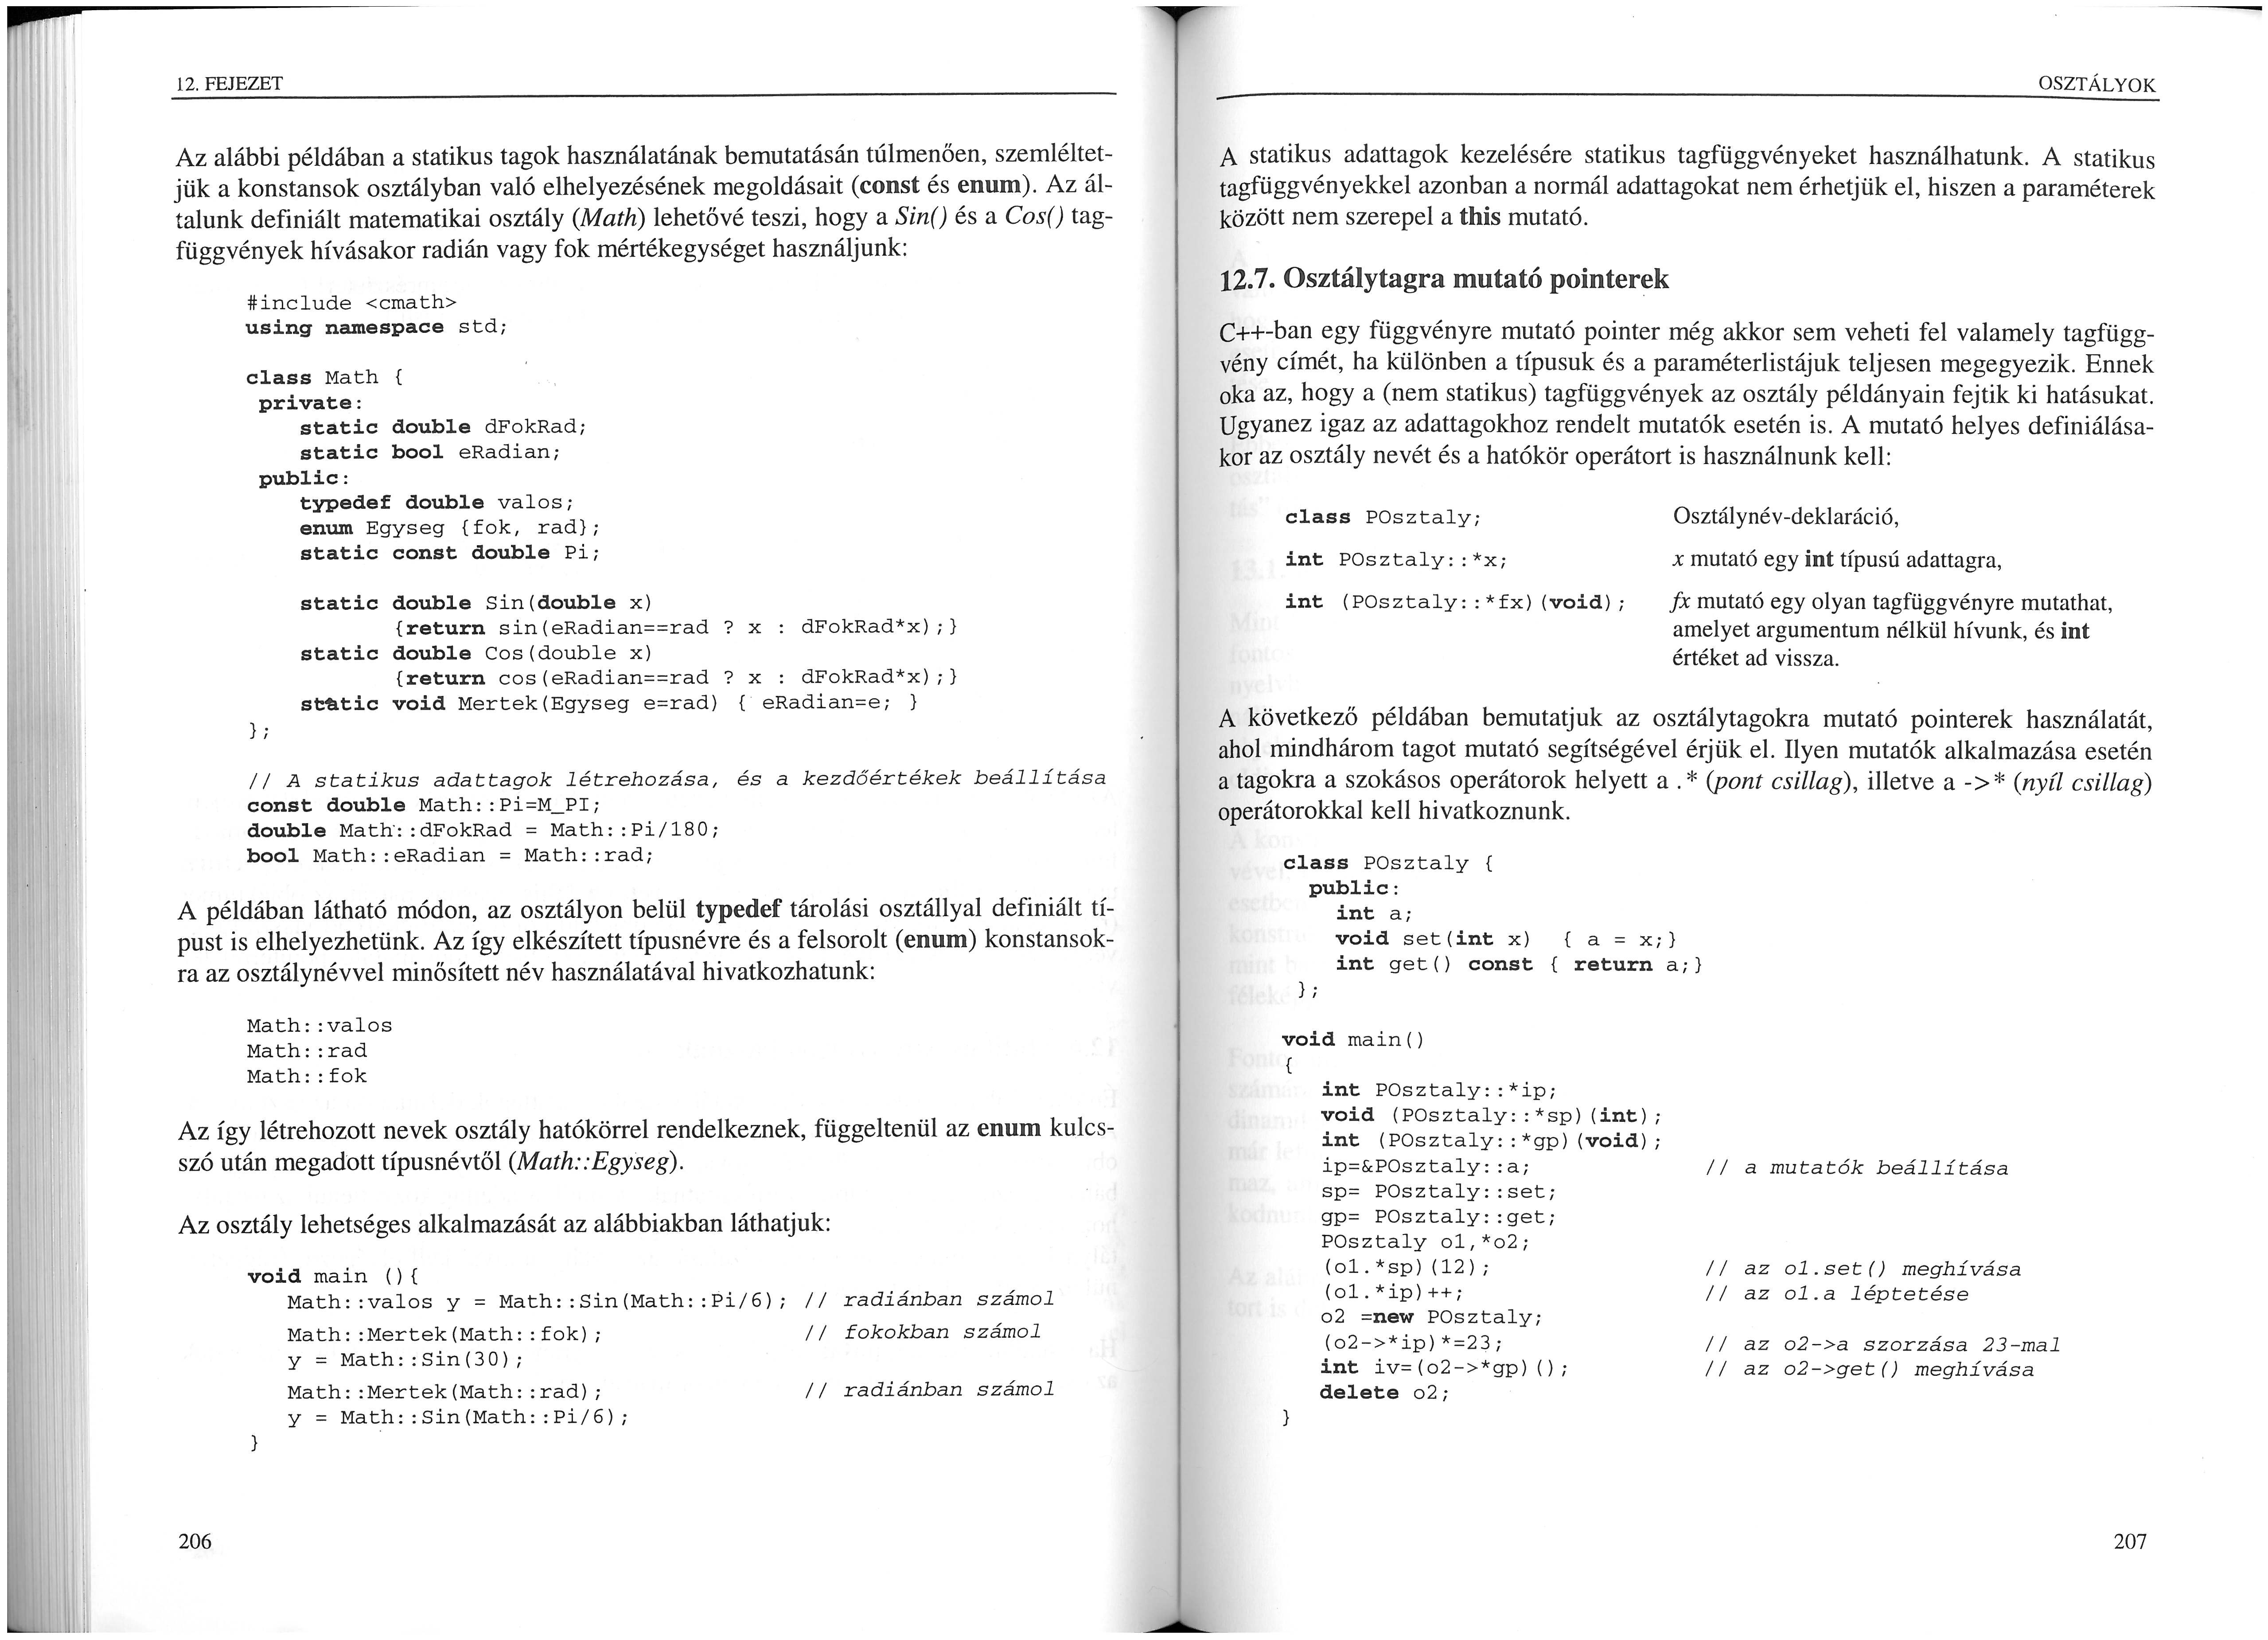 12. FEJEZET
Az alábbi példában a statikus tagok használatának bemutatásán túlmenően, szemléltet-
jük a konstansok osztályban való elhelyezésének megoldásait (const és enum). Az ál-
talunk definiált matematikai osztály (Math) lehetővé teszi, hogy a Sin() és a Cos() tag-
függvények hívásakor radián vagy fok mértékegységet használjunk:
#include <cmath>
using namespace std;
class Math {
private:
static double dFokRad;
static bool eRadian;
public:
typedef double valos;
enum Egyseg {fok, rad};
static const double Pi;
static double Sin(double x)
{return sin(eRadian==rad ? x : dFokRad*x);}
static double Cos(double x)
{return cos(eRadian==rad ? x : dFokRad*x);}
static void Mertek(Egyseg e=rad) { eRadian=e; }
};
// A statikus adattagok létrehozása, és a kezdőértékek beállítása
const double Math::Pi=M_PI;
double Math::dFokRad = Math::Pi/180;
bool Math::eRadian = Math::rad;
A példában látható módon, az osztályon belül typedef tárolási osztállyal definiált tí-
pust is elhelyezhetünk. Az így elkészített típusnévre és a felsorolt (enum) konstansok-
ra az osztálynévvel minősített név használatával hivatkozhatunk:
Math::valos
Math::rad
Math::fok
Az így létrehozott nevek osztály hatókörrel rendelkeznek, függeltenül az enum kulcs-
szó után megadott típusnévtől (Math::Egyseg).
Az osztály lehetséges alkalmazását az alábbiakban láthatjuk:
void main (){
Math::valos y = Math::Sin(Math::Pi/6); // radiánban számol
Math::Mertek(Math::fok); // fokokban számol
y = Math::Sin(30);
Math::Mertek(Math::rad); // radiánban számol
y = Math::Sin(Math::Pi/6);
}
206
OSZTÁLYOK
A statikus adattagok kezelésére statikus tagfüggvényeket használhatunk. A statikus
tagfüggvényekkel azonban a normál adattagokat nem érhetjük el, hiszen a paraméterek
között nem szerepel a this mutató.
12.7. Osztálytagra mutató pointerek
C++-ban egy függvényre mutató pointer még akkor sem veheti fel valamely tagfügg-
vény címét, ha különben a típusuk és a paraméterlistájuk teljesen megegyezik. Ennek
oka az, hogy a (nem statikus) tagfüggvények az osztály példányain fejtik ki hatásukat.
Ugyanez igaz az adattagokhoz rendelt mutatók esetén is. A mutató helyes definiálása-
kor az osztály nevét és a hatókör operátort is használnunk kell:
class POsztaly; Osztálynév-deklaráció,
int POsztaly::*x; x mutató egy int típusú adattagra,
int (POsztaly::*fx)(void); fx mutató egy olyan tagfüggvényre mutathat,
amelyet argumentum nélkül hívunk, és int
értéket ad vissza.
A következő példában bemutatjuk az osztálytagokra mutató pointerek használatát,
ahol mindhárom tagot mutató segítségével érjük el. Ilyen mutatók alkalmazása esetén
a tagokra a szokásos operátorok helyett a .* (pont csillag), illetve a ->* (nyíl csillag)
operátorokkal kell hivatkoznunk.
class POsztaly {
public:
int a;
void set(int x) { a = x;}
int get() const { return a;}
};
void main()
{
int POsztaly::*ip;
void (POsztaly::*sp)(int);
int (POsztaly::*gp)(void);
ip=&POsztaly::a; // a mutatók beállítása
sp= POsztaly::set;
gp= POsztaly::get;
POsztaly o1,*o2;
(o1.*sp)(12); // az o1.set() meghívása
(o1.*ip)++; // az o1.a léptetése
o2 =new POsztaly;
(o2->*ip)*=23; // az o2->a szorzása 23-mal
int iv=(o2->*gp)(); // az o2->get() meghívása
delete o2;
}
207